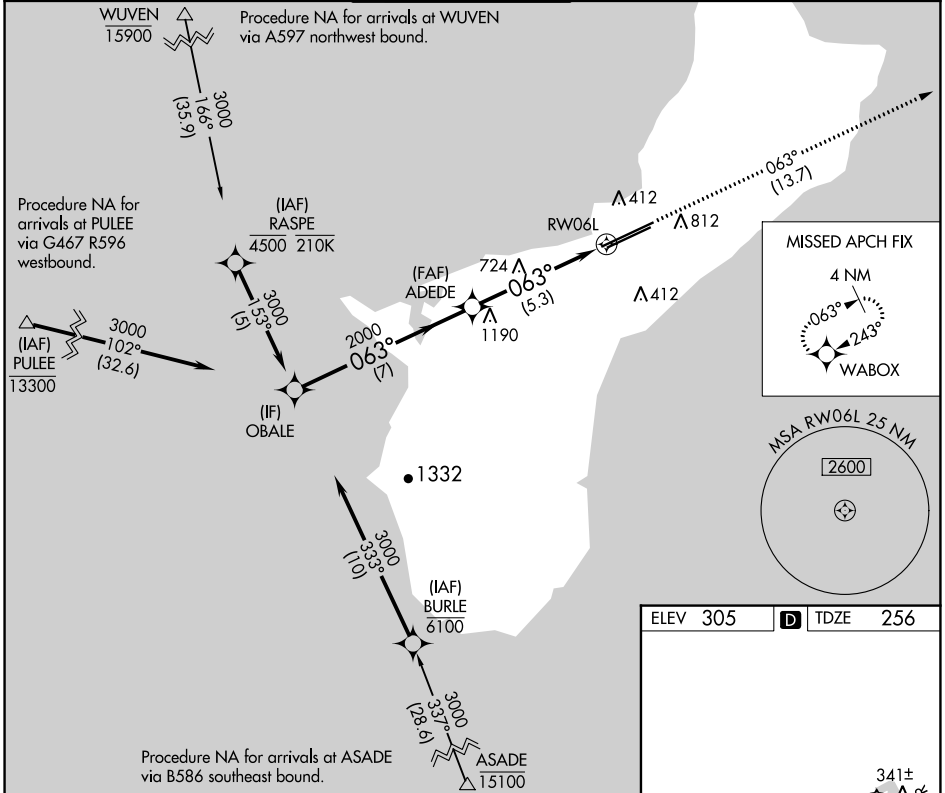 WUVEN
15900
Procedure NA for arrivals at WUVEN
via A597 northwest bound.
3000
166°
(35.9)
Procedure NA for
arrivals at PULEE
via G467 R596
westbound.
(IAF)
RASPE
4500 210K
3000
153°
(5)
3000
102°
(32.6)
(IAF)
PULEE
13300
(IF)
OBALE
2000
063°
(7)
(FAF)
ADEDE
724
1190
063°
(5.3)
RW06L
412
812
412
063°
(13.7)
MISSED APCH FIX
4 NM
063°
243°
WABOX
MSA RW06L 25 NM
2600
1332
3000
333°
(10)
(IAF)
BURLE
6100
3000
337°
(28.6)
Procedure NA for arrivals at ASADE
via B586 southeast bound.
ASADE
15100
ELEV 305 D TDZE 256
341±